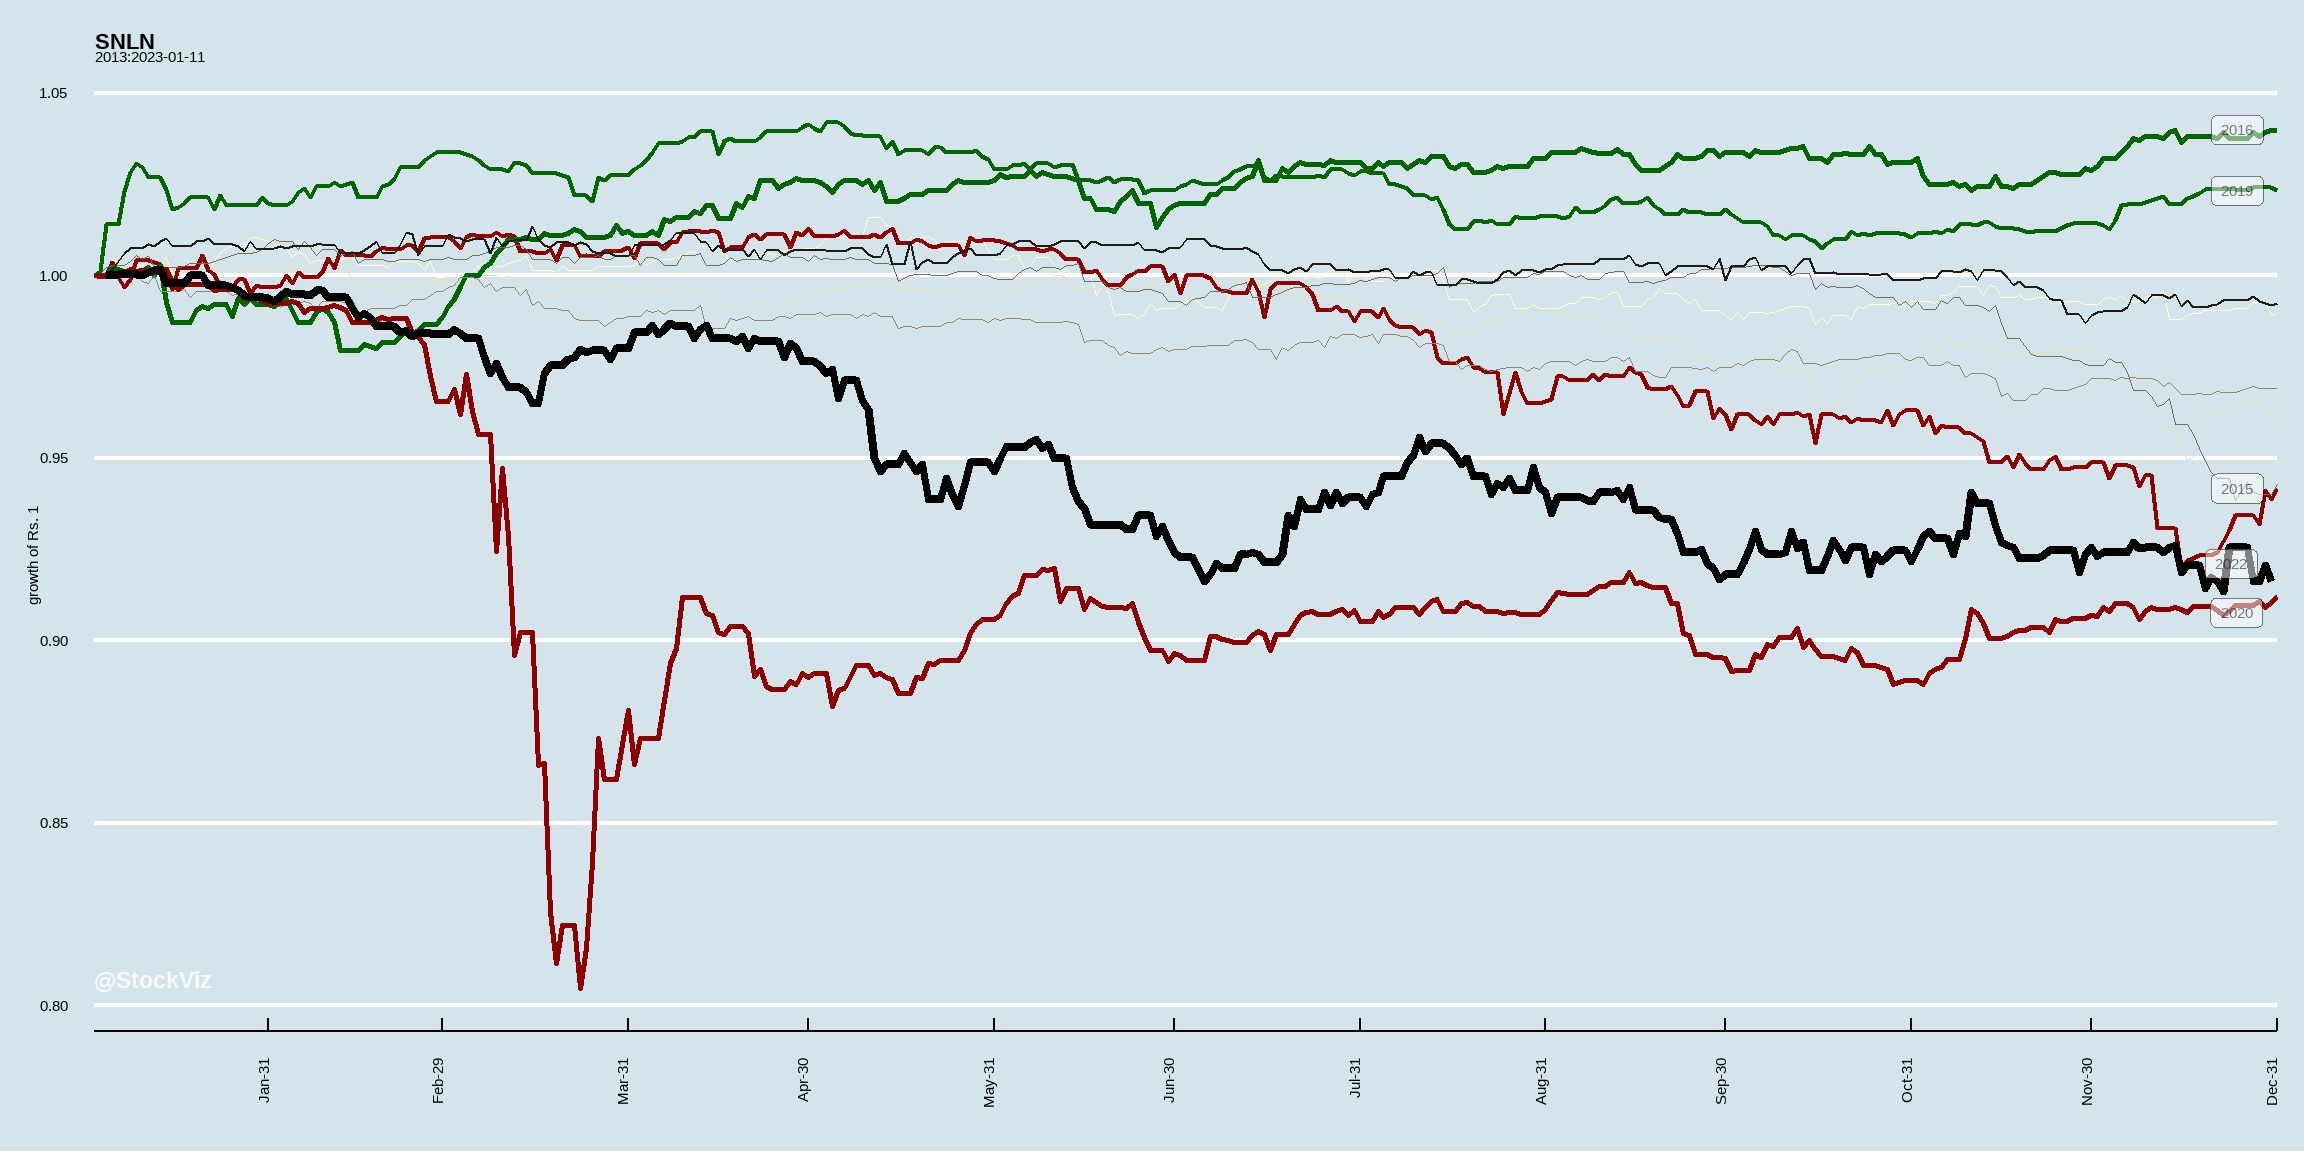 SNLN
2013:2023-01-11
1.05
1.00
0.95
0.90
0.85
0.80
growth of Rs. 1
2016
2019
2015
2022
2020
@StockViz
Jan-31
Feb-29
Mar-31
Apr-30
May-31
Jun-30
Jul-31
Aug-31
Sep-30
Oct-31
Nov-30
Dec-31